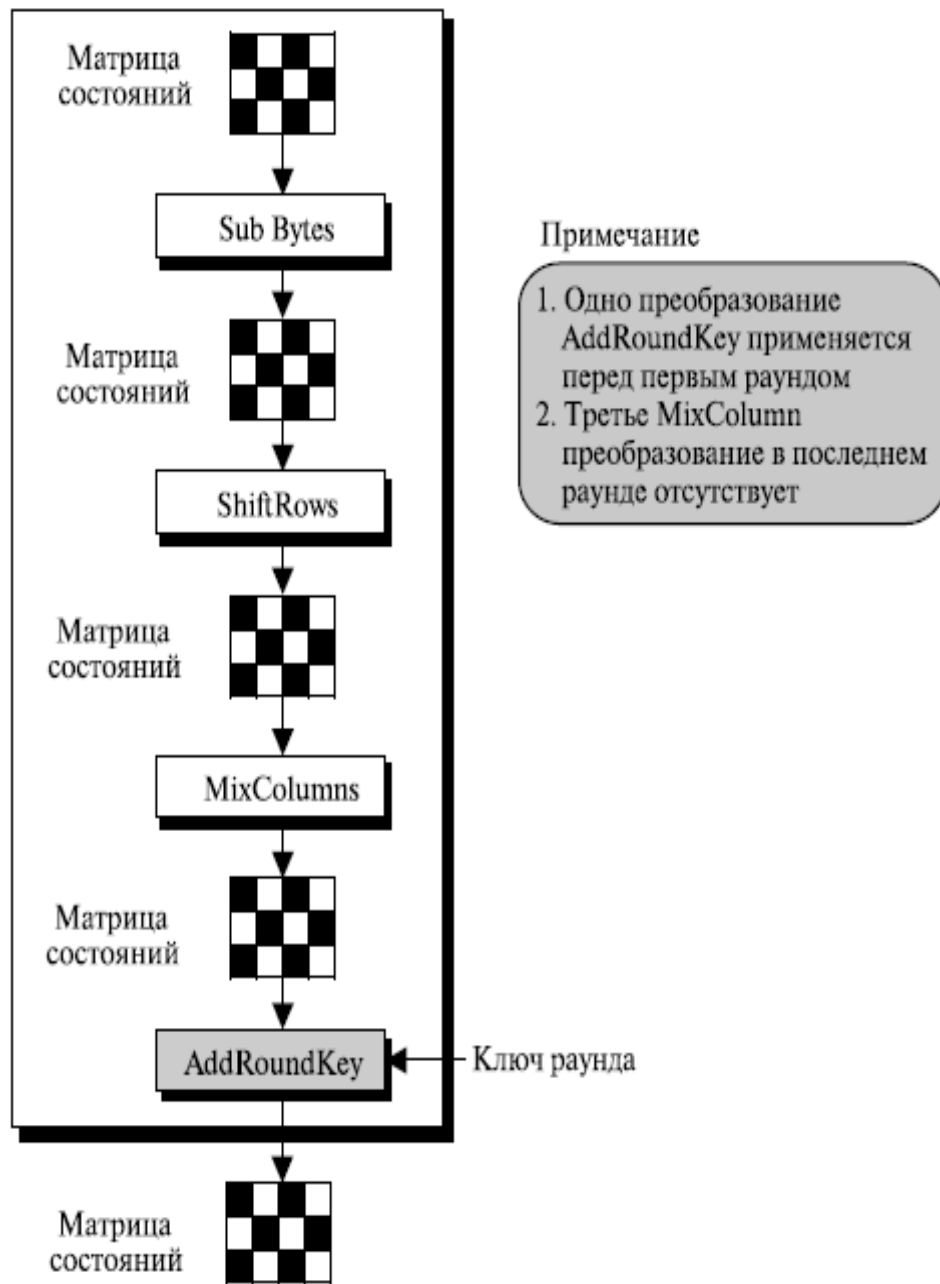 Матрица
состояний
Sub Bytes
Матрица
состояний
ShiftRows
Матрица
состояний
MixColumns
Матрица
состояний
AddRoundKey
Ключ раунда
Матрица
состояний
Примечание
1. Одно преобразование
AddRoundKey применяется
перед первым раундом
2. Третье MixColumn
преобразование в последнем
раунде отсутствует